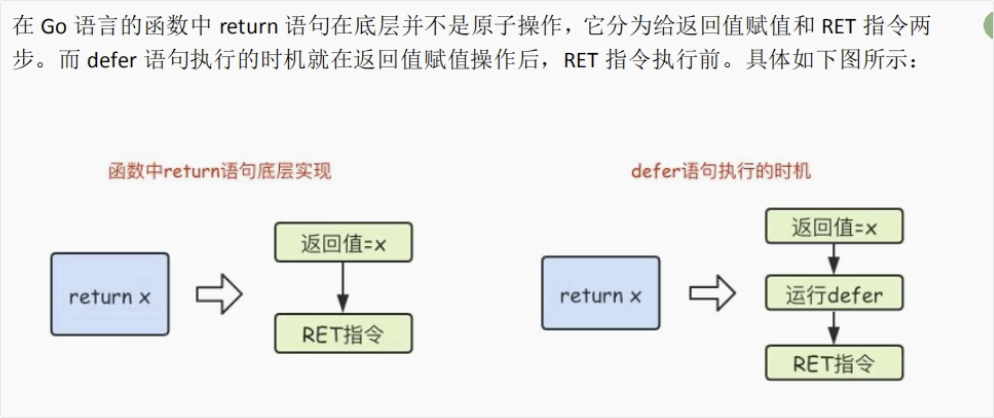 在 Go 语言的函数中 return 语句在底层并不是原子操作，它分为给返回值赋值和 RET 指令两
步。而 defer 语句执行的时机就在返回值赋值操作后，RET 指令执行前。具体如下图所示：
函数中return语句底层实现
return x
返回值=x
RET指令
defer语句执行的时机
return x
返回值=x
运行defer
RET指令